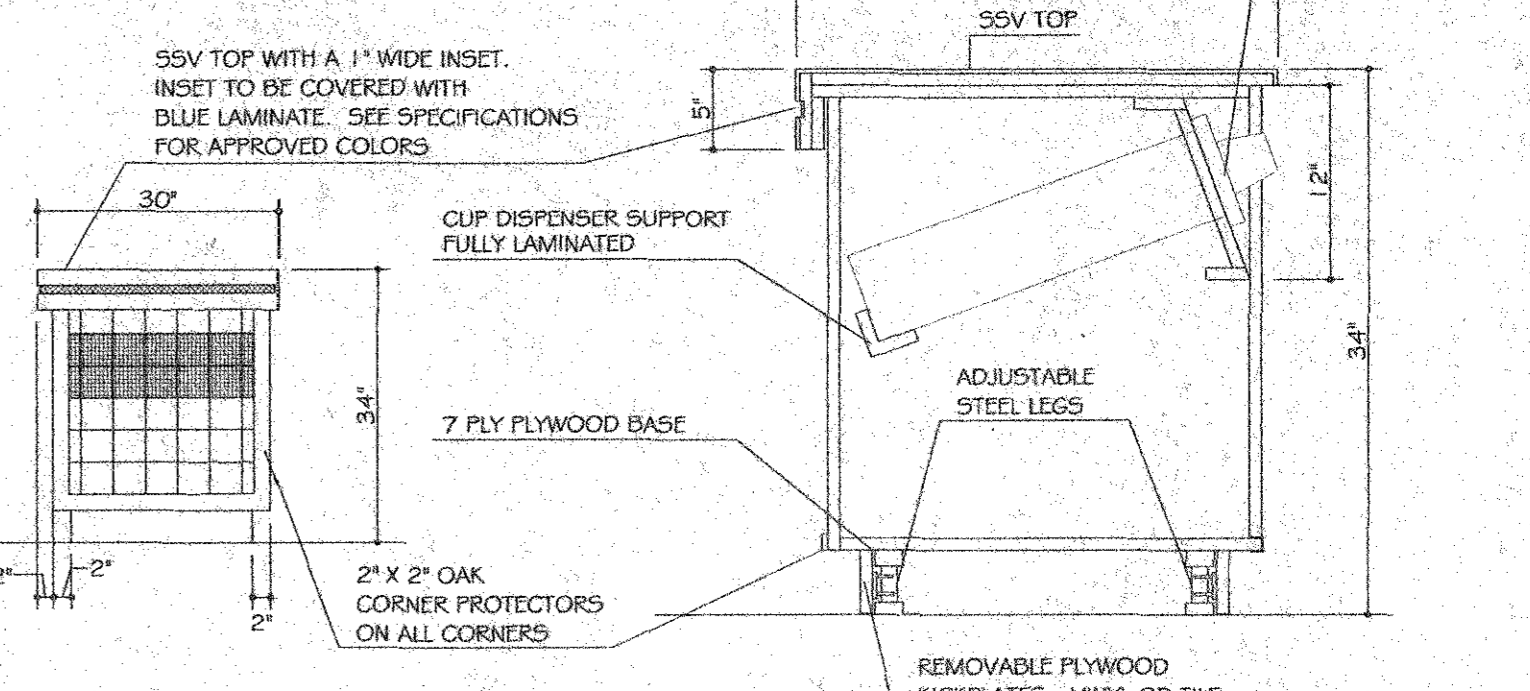 SSV TOP
SSV TOP WITH A 1" WIDE INSET.
INSET TO BE COVERED WITH
BLUE LAMINATE. SEE SPECIFICATIONS
FOR APPROVED COLORS
5"
12"
30"
CUP DISPENSER SUPPORT
FULLY LAMINATED
34"
34"
ADJUSTABLE
STEEL LEGS
7 PLY PLYWOOD BASE
2"
2"
2" X 2" OAK
CORNER PROTECTORS
ON ALL CORNERS
2"
REMOVABLE PLYWOOD